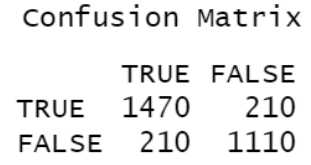 Confusion Matrix
TRUE FALSE
TRUE 1470 210
FALSE 210 1110